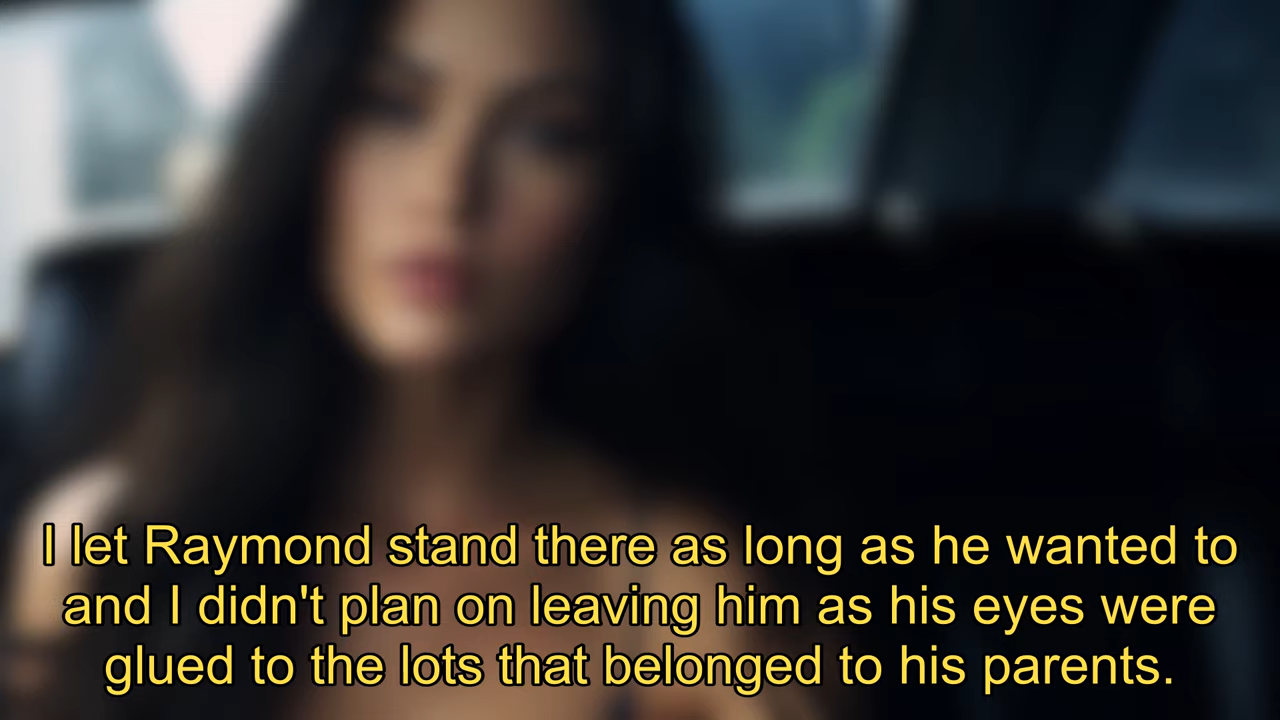 I let Raymond stand there as long as he wanted to
and I didn't plan on leaving him as his eyes were
glued to the lots that belonged to his parents.